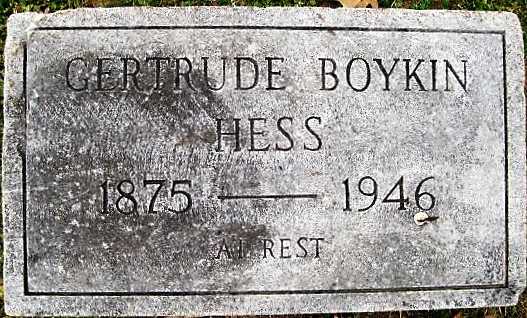 GERTRUDE BOYKIN
HESS
1875 — 1946
AT REST